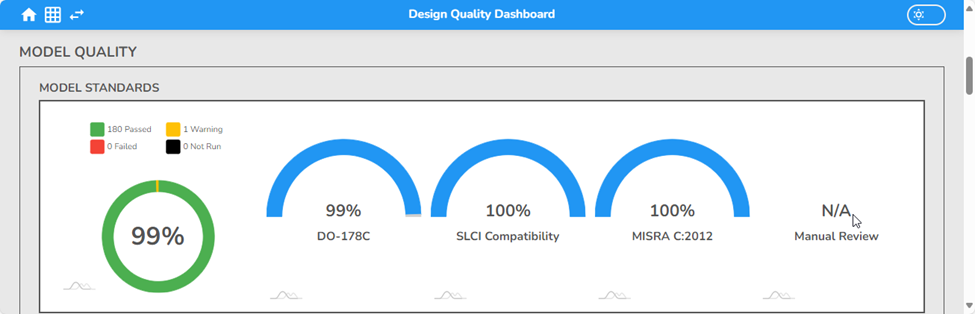 Design Quality Dashboard
MODEL QUALITY
MODEL STANDARDS
180 Passed
1 Warning
0 Failed
0 Not Run
99%
99%
DO-178C
100%
SLCI Compatibility
100%
MISRA C:2012
N/A
Manual Review